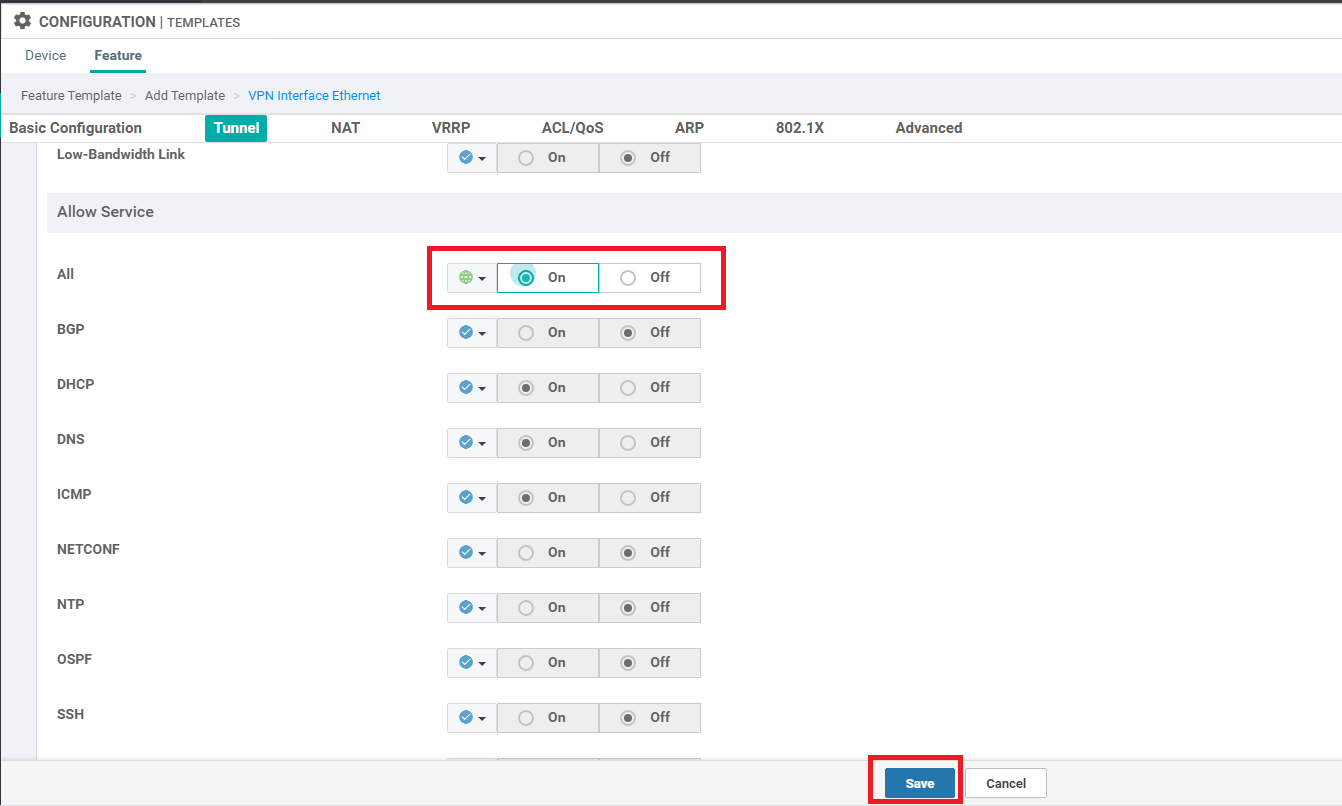 CONFIGURATION | TEMPLATES
Device Feature
Feature Template > Add Template > VPN Interface Ethernet
Basic Configuration Tunnel NAT VRRP ACL/QoS ARP 802.1X Advanced
Low-Bandwidth Link On Off
Allow Service
All On Off
BGP On Off
DHCP On Off
DNS On Off
ICMP On Off
NETCONF On Off
NTP On Off
OSPF On Off
SSH On Off
Save Cancel